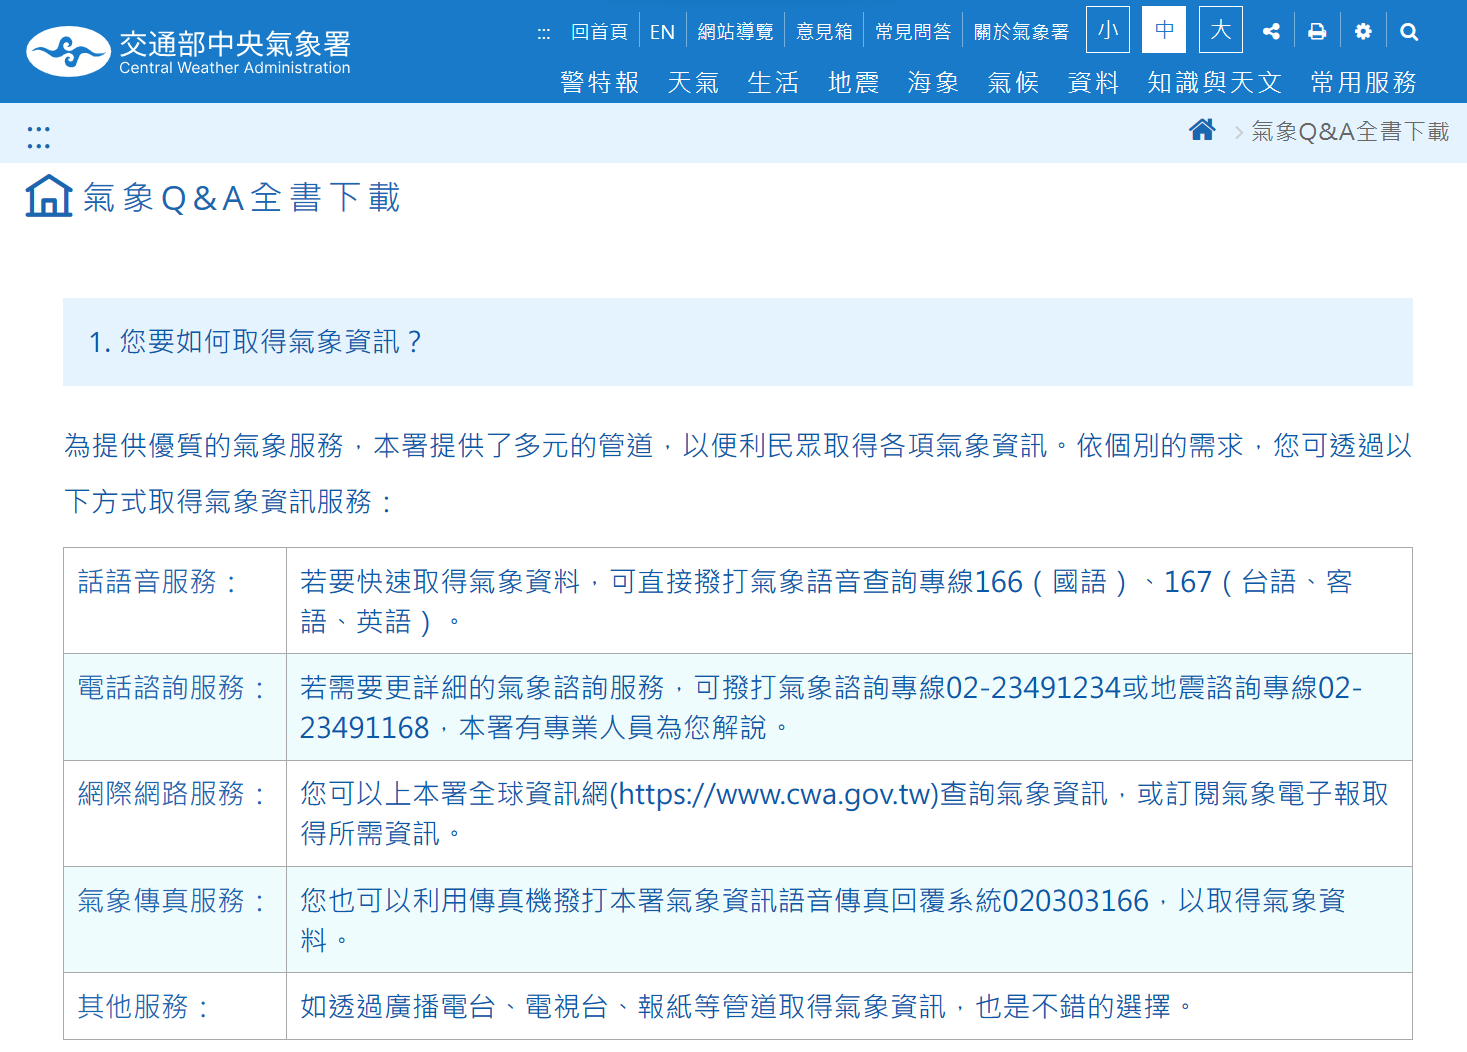 交通部中央氣象署
Central Weather Administration
::: 回首頁 EN 網站導覽 意見箱 常見問答 關於氣象署 小 中 大
警特報 天氣 生活 地震 海象 氣候 資料 知識與天文 常用服務
:::
氣象Q&A全書下載
氣象Q&A全書下載
1. 您要如何取得氣象資訊？
為提供優質的氣象服務，本署提供了多元的管道，以便利民眾取得各項氣象資訊。依個別的需求，您可透過以
下方式取得氣象資訊服務：
話語音服務：
若要快速取得氣象資料，可直接撥打氣象語音查詢專線166（國語）、167（台語、客
語、英語）。
電話諮詢服務：
若需要更詳細的氣象諮詢服務，可撥打氣象諮詢專線02-23491234或地震諮詢專線02-
23491168，本署有專業人員為您解說。
網際網路服務：
您可以上本署全球資訊網(https://www.cwa.gov.tw)查詢氣象資訊，或訂閱氣象電子報取
得所需資訊。
氣象傳真服務：
您也可以利用傳真機撥打本署氣象資訊語音傳真回覆系統020303166，以取得氣象資
料。
其他服務：
如透過廣播電台、電視台、報紙等管道取得氣象資訊，也是不錯的選擇。